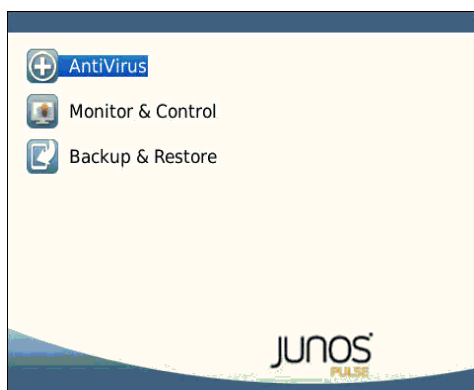 AntiVirus
Monitor & Control
Backup & Restore
JUNOS
PULSE